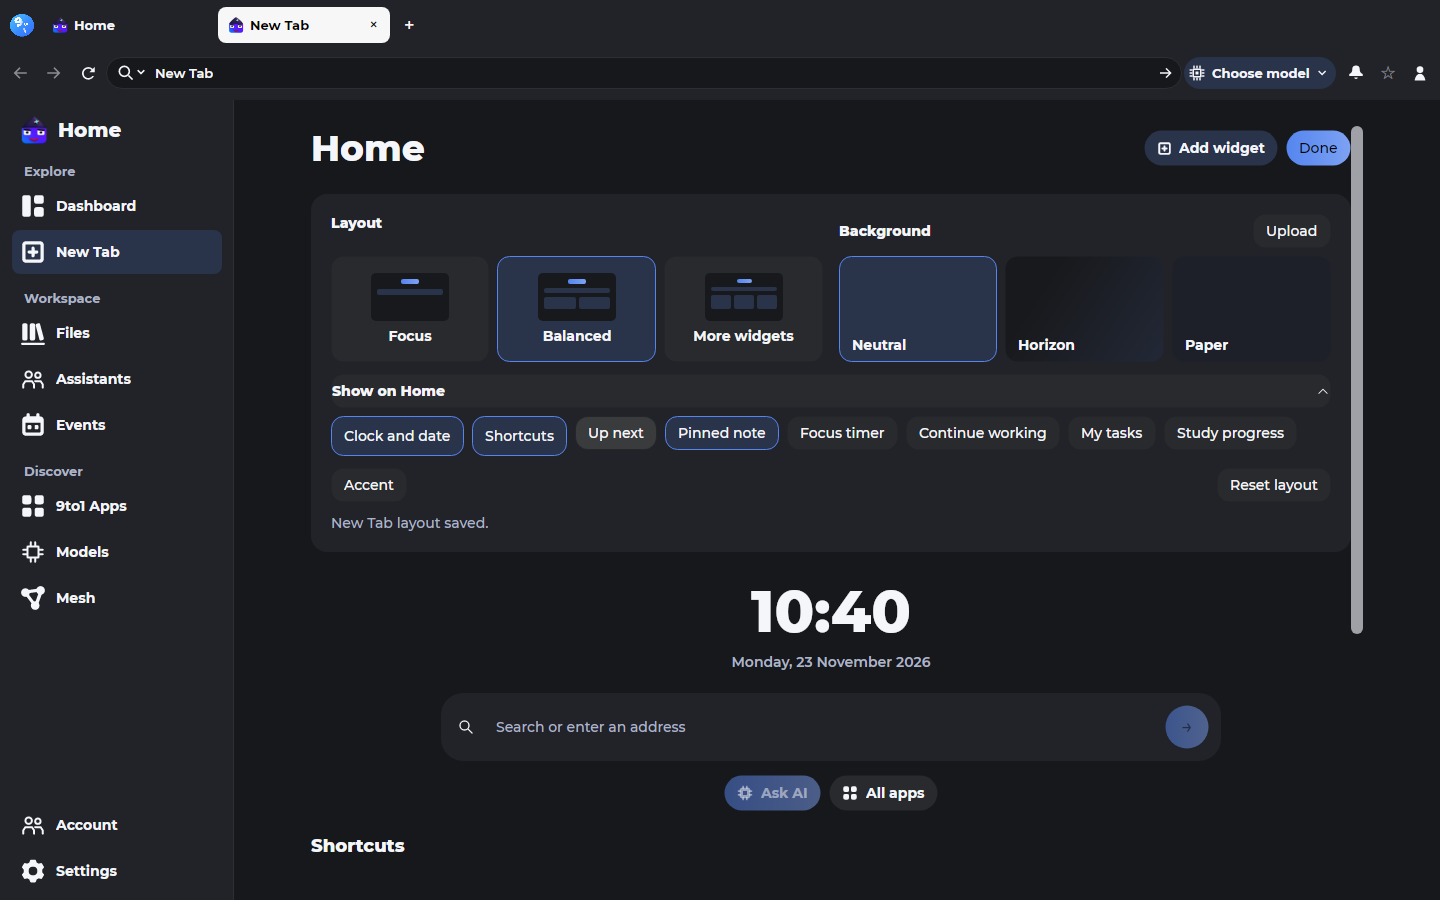 Home
New Tab
New Tab
Choose model
Home
Explore
Dashboard
New Tab
Workspace
Files
Assistants
Events
Discover
9to1 Apps
Models
Mesh
Account
Settings
Home
Add widget
Done
Layout
Background
Upload
Focus
Balanced
More widgets
Neutral
Horizon
Paper
Show on Home
Clock and date
Shortcuts
Up next
Pinned note
Focus timer
Continue working
My tasks
Study progress
Accent
Reset layout
New Tab layout saved.
10:40
Monday, 23 November 2026
Search or enter an address
Ask AI
All apps
Shortcuts